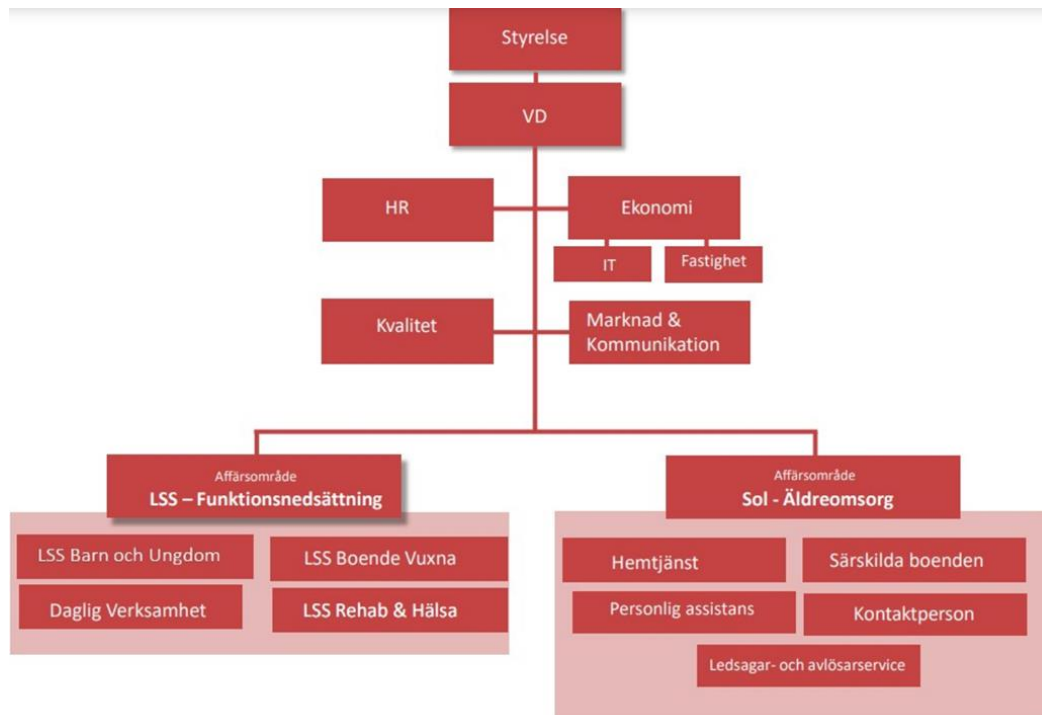 Styrelse
VD
HR
Ekonomi
IT
Fastighet
Kvalitet
Marknad &
Kommunikation
Affärsområde
LSS – Funktionsnedsättning
Affärsområde
Sol - Äldreomsorg
LSS Barn och Ungdom
LSS Boende Vuxna
Daglig Verksamhet
LSS Rehab & Hälsa
Hemtjänst
Särskilda boenden
Personlig assistans
Kontaktperson
Ledsagar- och avlösarservice